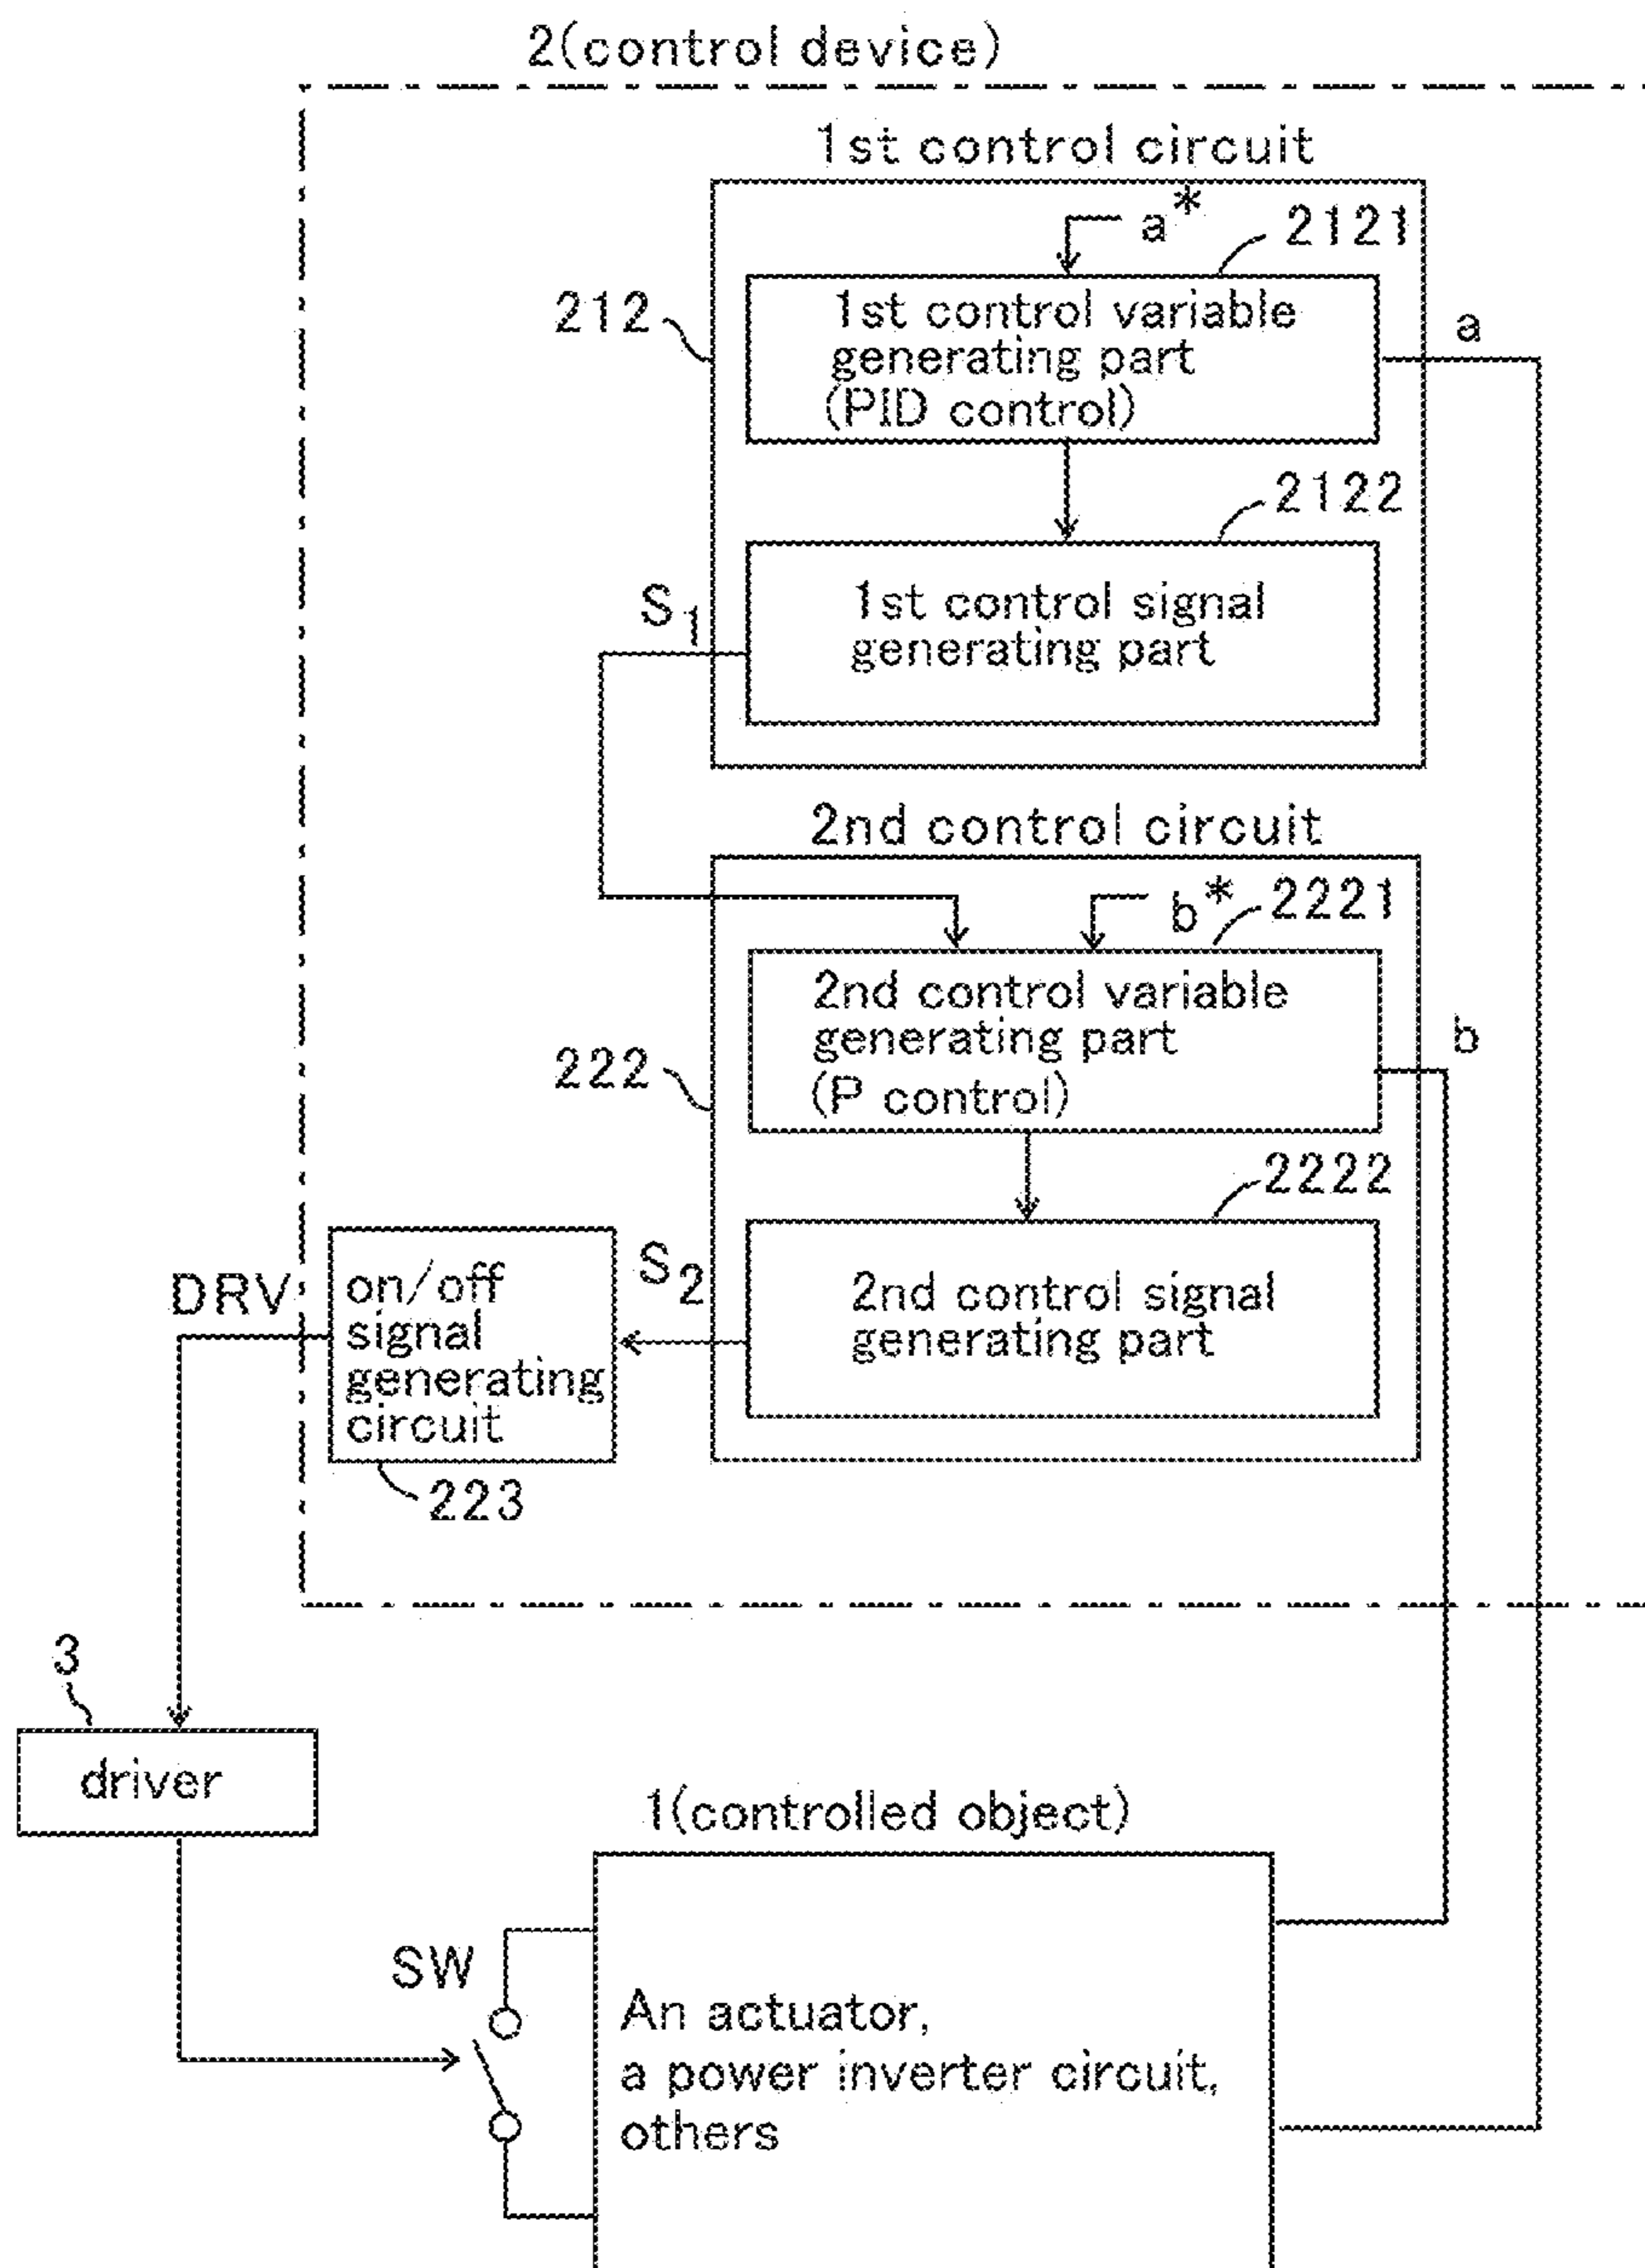 2(control device)
1st control circuit
a*
2121
212
1st control variable
generating part
(PID control)
a
2122
S1
1st control signal
generating part
2nd control circuit
b*
2221
2nd control variable
generating part
(P control)
222
b
2222
DRV
on/off
signal
generating
circuit
S2
2nd control signal
generating part
223
3
driver
1(controlled object)
SW
An actuator,
a power inverter circuit,
others